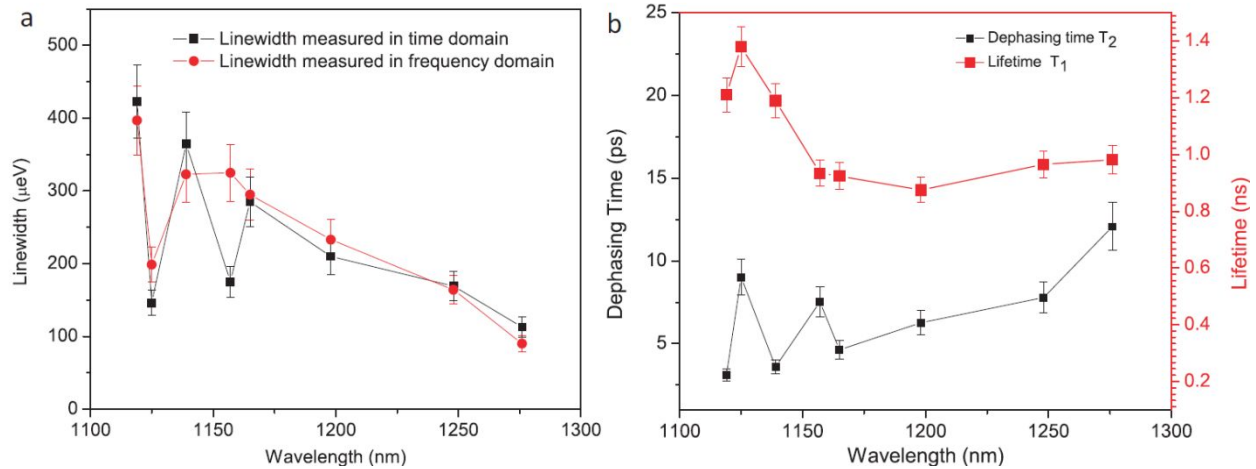 a
500
400
300
200
100
0
Linewidth (μeV)
Linewidth measured in time domain
Linewidth measured in frequency domain
1100
1150
1200
1250
1300
Wavelength (nm)
b
25
20
15
10
5
Dephasing Time (ps)
Dephasing time T₂
Lifetime T₁
1.4
1.2
1.0
0.8
0.6
0.4
0.2
Lifetime (ns)
1100
1150
1200
1250
1300
Wavelength (nm)